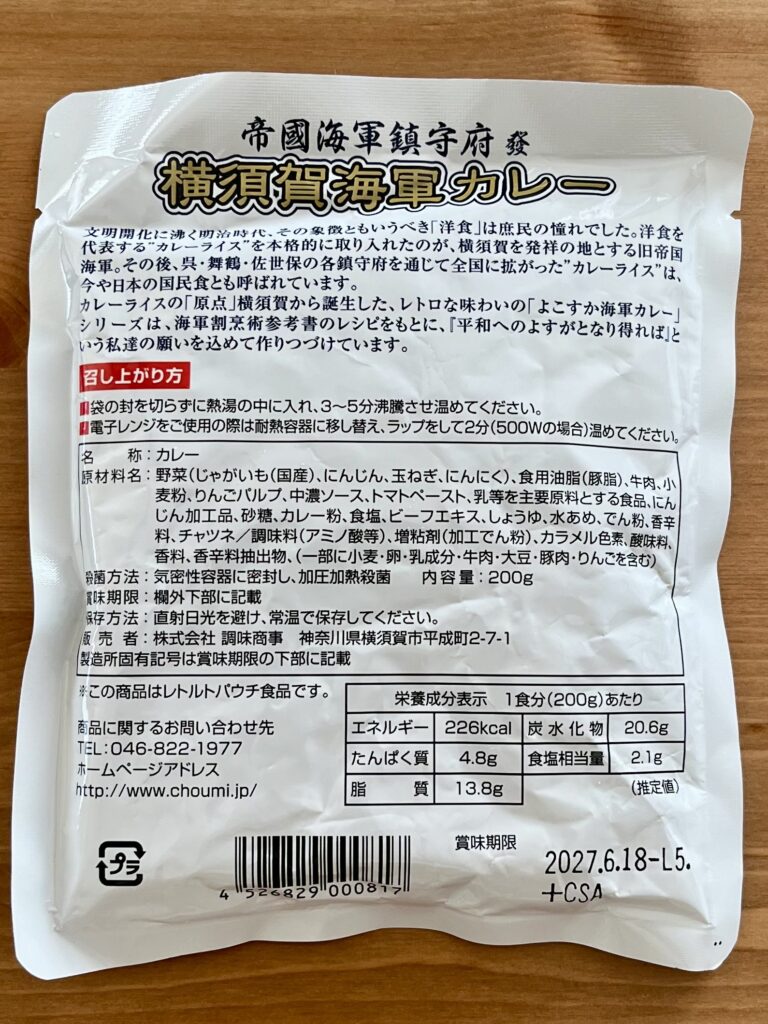 帝國海軍鎮守府 發
横須賀海軍カレー
文明開化に沸く明治時代、その象徴ともいうべき「洋食」は庶民の憧れでした。洋食を
代表する"カレーライス"を本格的に取り入れたのが、横須賀を発祥の地とする旧帝国
海軍。その後、呉・舞鶴・佐世保の各鎮守府を通じて全国に拡がった"カレーライス"は、
今や日本の国民食とも呼ばれています。
カレーライスの「原点」横須賀から誕生した、レトロな味わいの「よこすか海軍カレー」
シリーズは、海軍割烹術参考書のレシピをもとに、『平和へのよすがとなり得れば』と
いう私達の願いを込めて作りつづけています。
召し上がり方
1袋の封を切らずに熱湯の中に入れ、3〜5分沸騰させ温めてください。
2電子レンジをご使用の際は耐熱容器に移し替え、ラップをして2分(500Wの場合)温めてください。
名称:カレー
原材料名:野菜(じゃがいも(国産)、にんじん、玉ねぎ、にんにく)、食用油脂(豚脂)、牛肉、小
麦粉、りんごパルプ、中濃ソース、トマトペースト、乳等を主要原料とする食品、にん
じん加工品、砂糖、カレー粉、食塩、ビーフエキス、しょうゆ、水あめ、でん粉、香辛
料、チャツネ/調味料(アミノ酸等)、増粘剤(加工でん粉)、カラメル色素、酸味料、
香料、香辛料抽出物、(一部に小麦・卵・乳成分・牛肉・大豆・豚肉・りんごを含む)
殺菌方法:気密性容器に密封し、加圧加熱殺菌 内容量:200g
賞味期限:欄外下部に記載
保存方法:直射日光を避け、常温で保存してください。
販売者:株式会社 調味商事 神奈川県横須賀市平成町2-7-1
製造所固有記号は賞味期限の下部に記載
※この商品はレトルトパウチ食品です。
商品に関するお問い合わせ先
TEL:046-822-1977
ホームページアドレス
http://www.choumi.jp/
栄養成分表示 1食分(200g)あたり
エネルギー 226kcal 炭水化物 20.6g
たんぱく質 4.8g 食塩相当量 2.1g
脂質 13.8g (推定値)
プラ
4 526829 000817
賞味期限
2027.6.18-L5.
+CSA